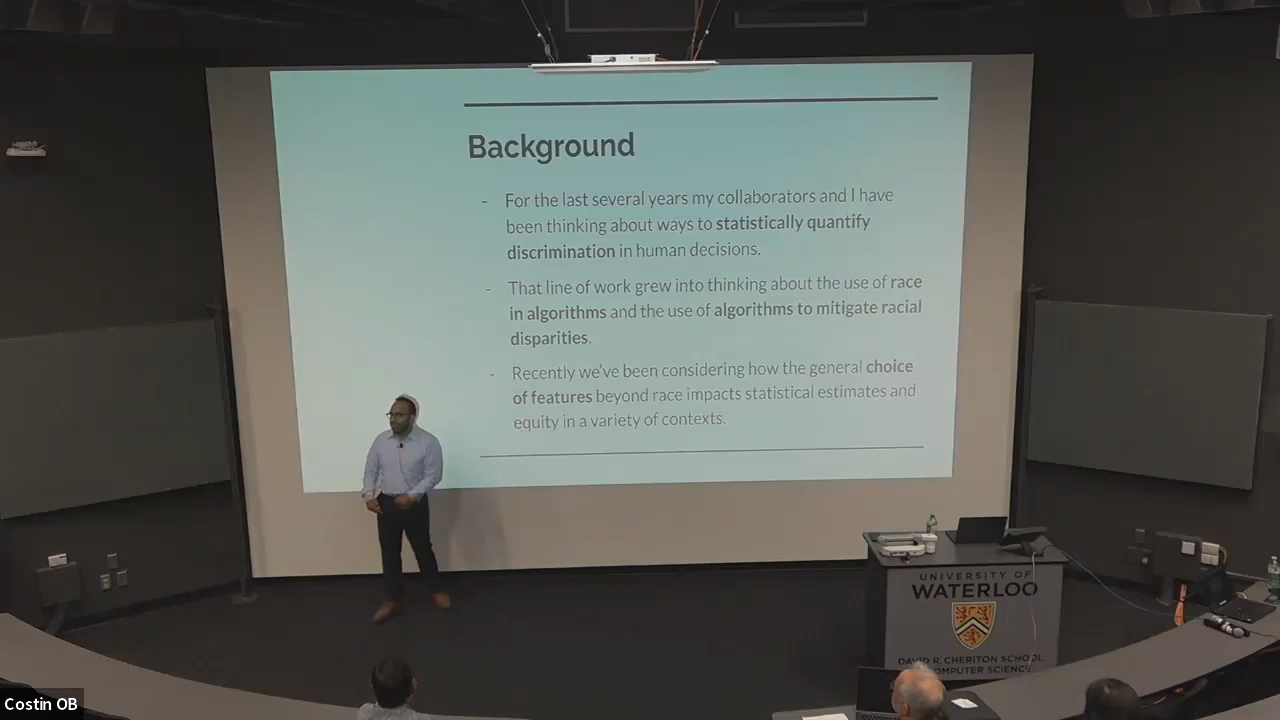 Background
- For the last several years my collaborators and I have
been thinking about ways to statistically quantify
discrimination in human decisions.
- That line of work grew into thinking about the use of race
in algorithms and the use of algorithms to mitigate racial
disparities.
- Recently we've been considering how the general choice
of features beyond race impacts statistical estimates and
equity in a variety of contexts.
UNIVERSITY OF
WATERLOO
DAVID R. CHERITON SCHOOL
COMPUTER SCIENCE
Costin OB